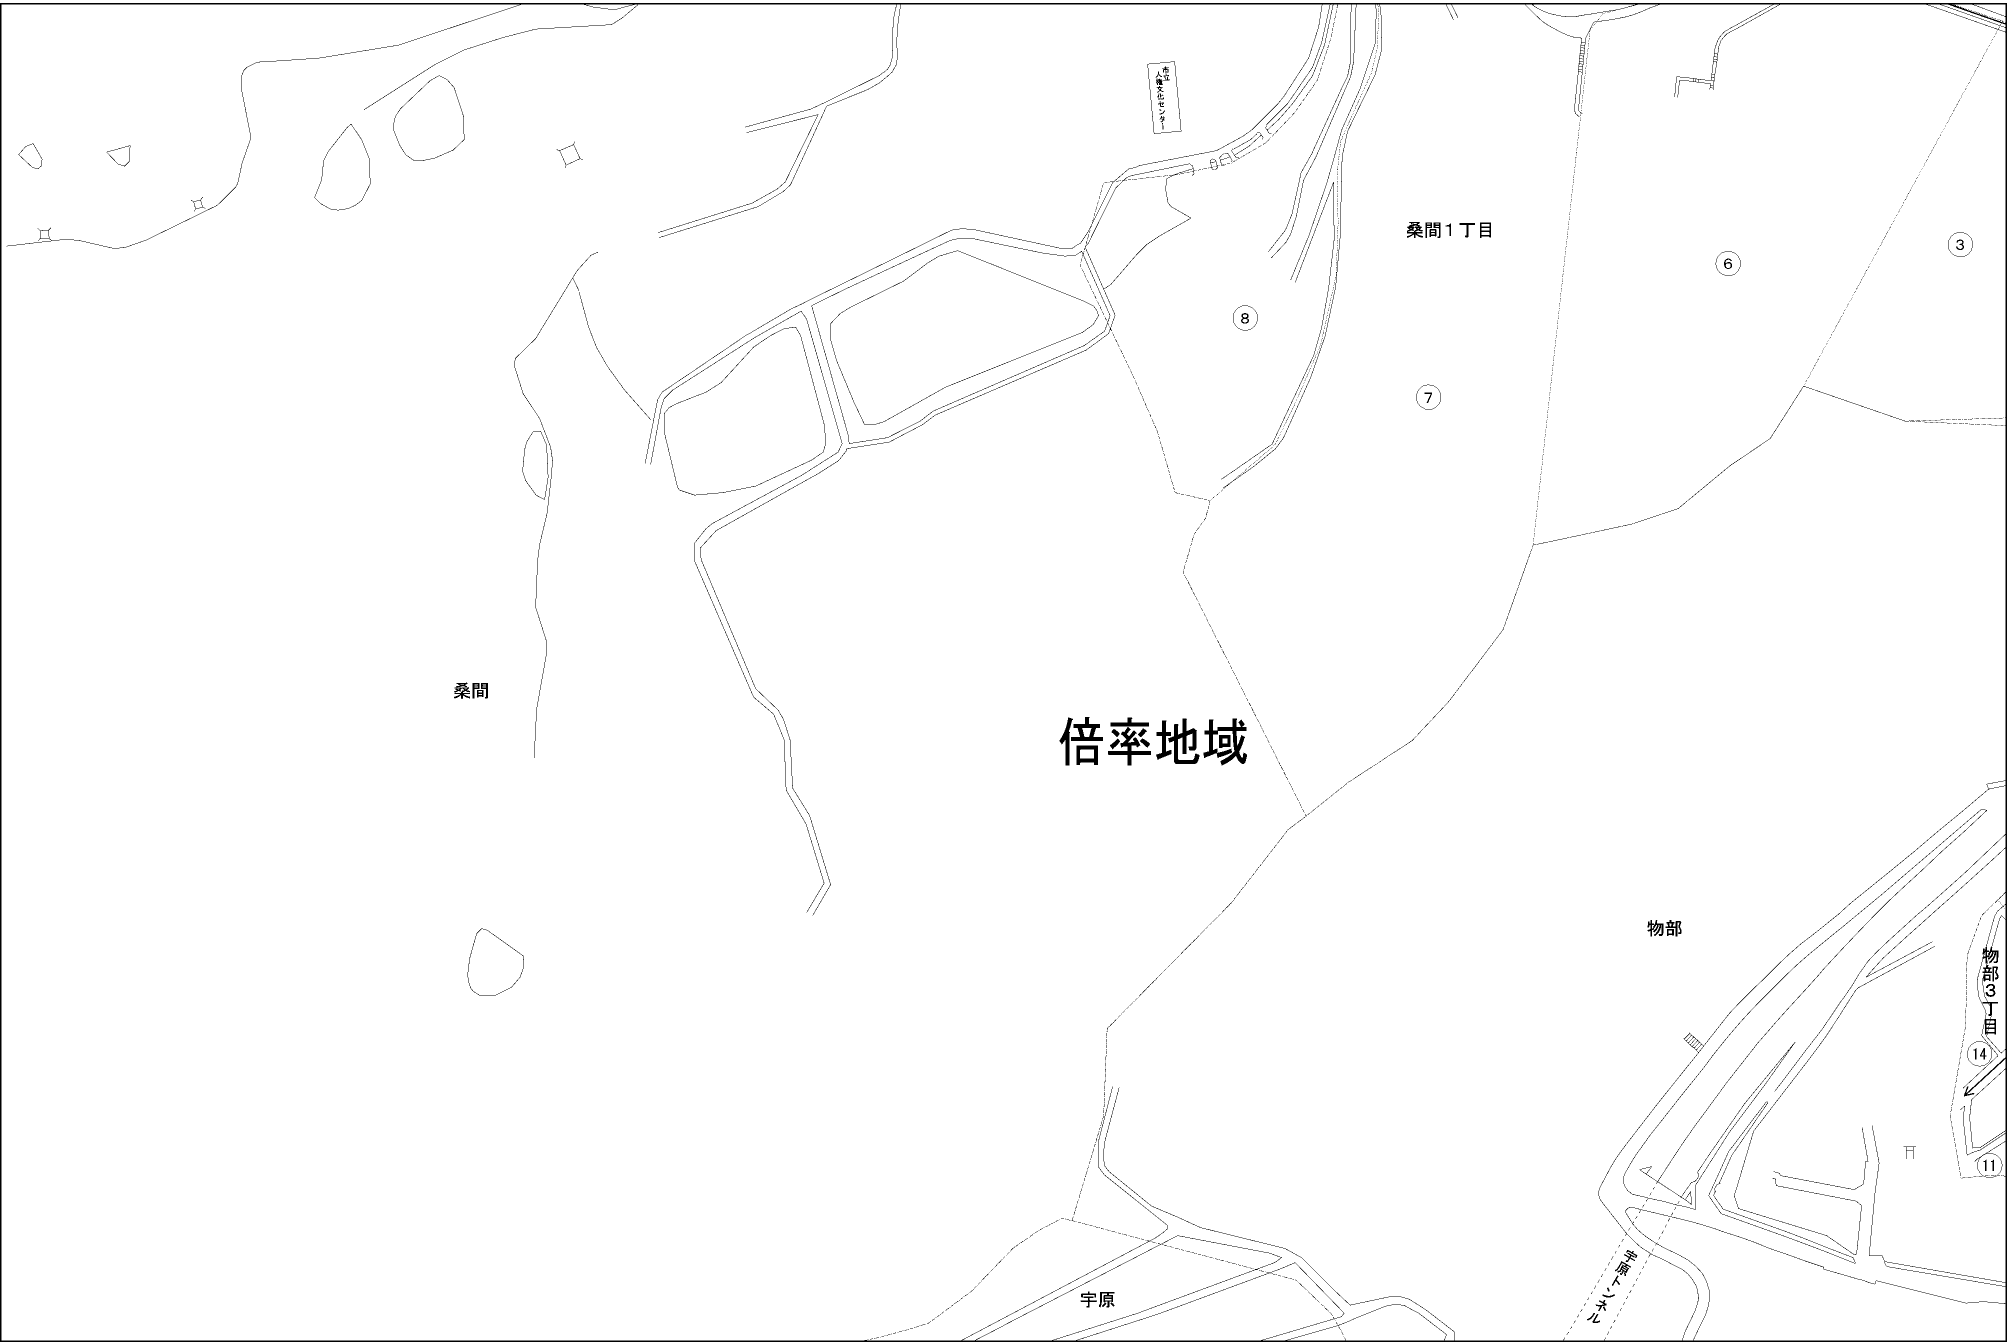 市立
人権文化センター
桑間1丁目
3
6
8
7
桑間
倍率地域
物部
物部3丁目
14
11
宇原トンネル
宇原